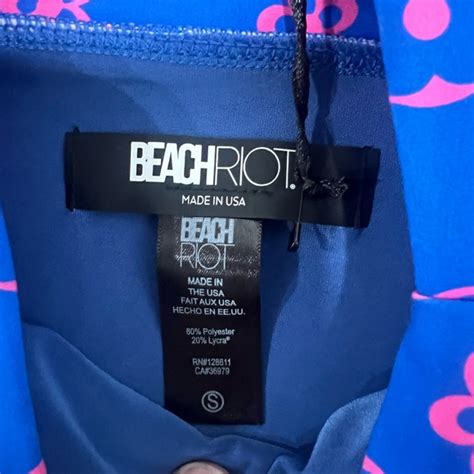 BEACHRIOT.
MADE IN USA
BEACH
RIOT
MADE IN
THE USA
FAIT AUX USA
HECHO EN EE.UU.
80% Polyester
20% Lycra®
RN#128611
CA#36979
S